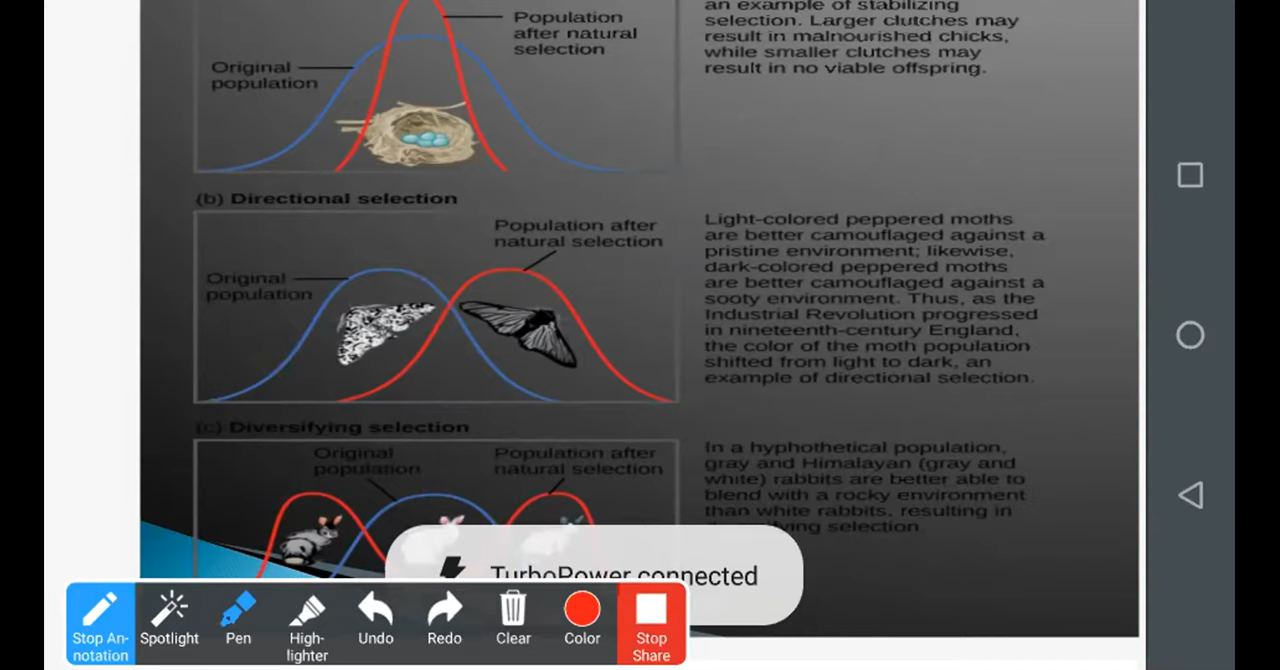 Population
after natural
selection
Original
population
an example of stabilizing
selection. Larger clutches may
result in malnourished chicks,
while smaller clutches may
result in no viable offspring.
(b) Directional selection
Population after
natural selection
Original
population
Light-colored peppered moths
are better camouflaged against a
pristine environment; likewise,
dark-colored peppered moths
are better camouflaged against a
sooty environment. Thus, as the
Industrial Revolution progressed
in nineteenth-century England,
the color of the moth population
shifted from light to dark, an
example of directional selection.
(c) Diversifying selection
Original
population
Population after
natural selection
In a hyphothetical population,
gray and Himalayan (gray and
white) rabbits are better able to
blend with a rocky environment
than white rabbits, resulting in
selection.
TurboPower connected
Stop An-
notation
Spotlight
Pen
High-
lighter
Undo
Redo
Clear
Color
Stop
Share